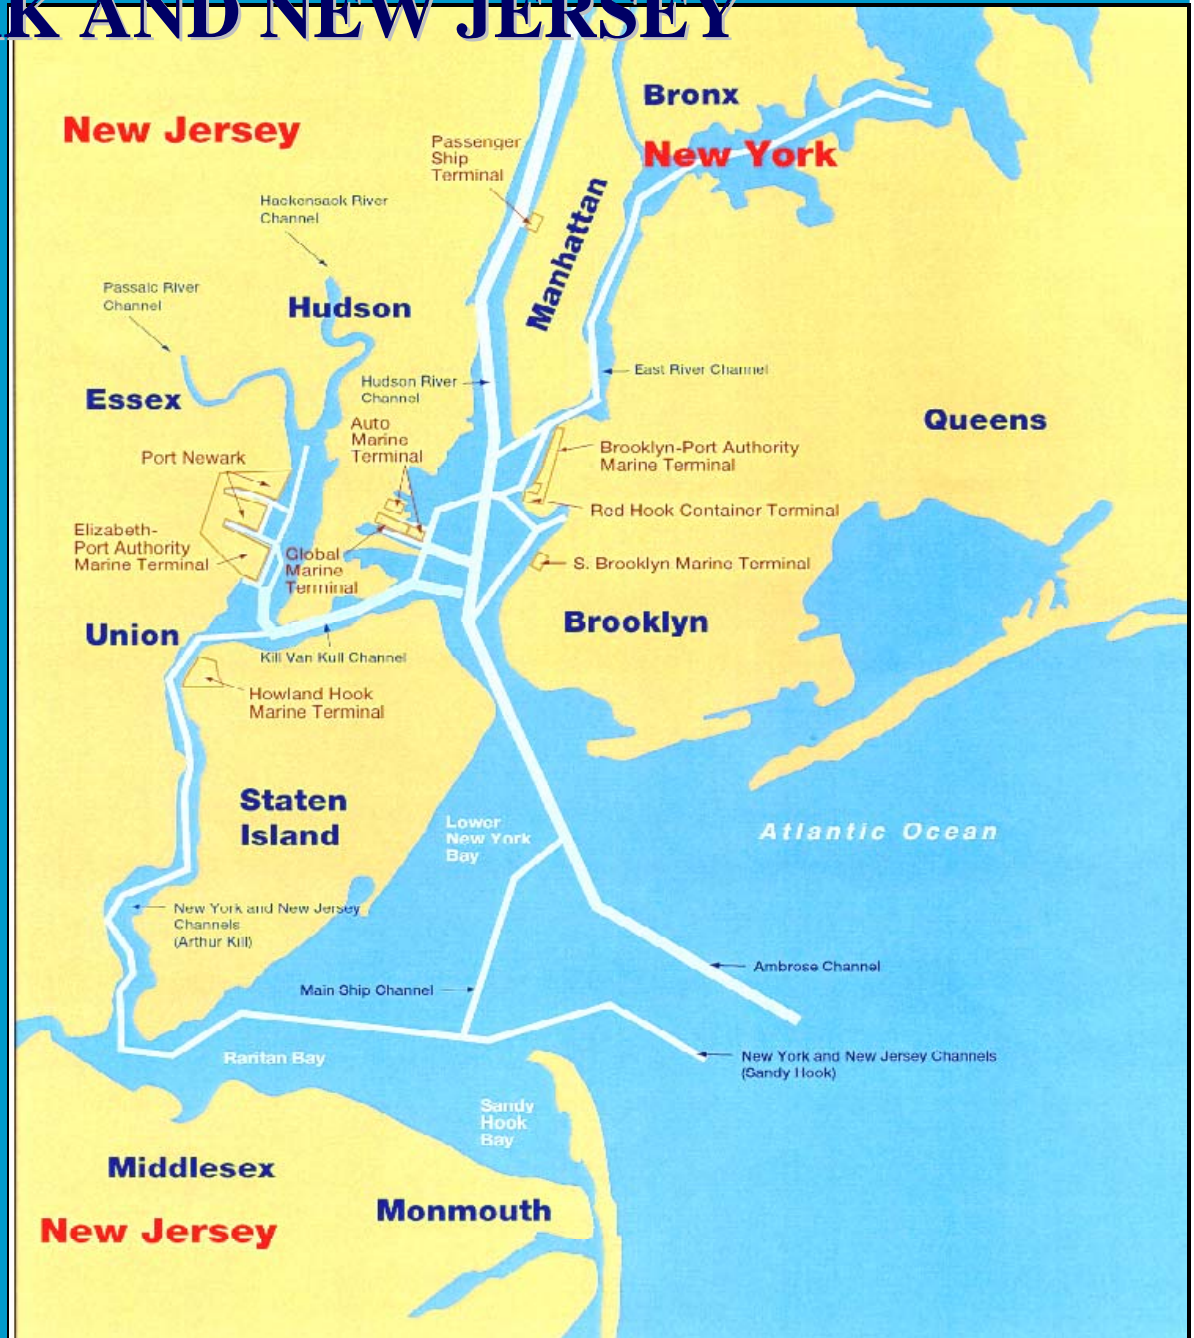 K AND NEW JERSEY
Bronx
New Jersey
Passenger
Ship
Terminal
New York
Manhattan
Hackensack River
Channel
Passaic River
Channel
Hudson
East River Channel
Hudson River
Channel
Essex
Queens
Auto
Marine
Terminal
Brooklyn-Port Authority
Marine Terminal
Port Newark
Red Hook Container Terminal
Elizabeth-
Port Authority
Marine Terminal
Global
Marine
Terminal
S. Brooklyn Marine Terminal
Brooklyn
Union
Kill Van Kull Channel
Howland Hook
Marine Terminal
Staten
Island
Lower
New York
Bay
Atlantic Ocean
New York and New Jersey
Channels
(Arthur Kill)
Ambrose Channel
Main Ship Channel
Raritan Bay
New York and New Jersey Channels
(Sandy Hook)
Sandy
Hook
Bay
Middlesex
Monmouth
New Jersey